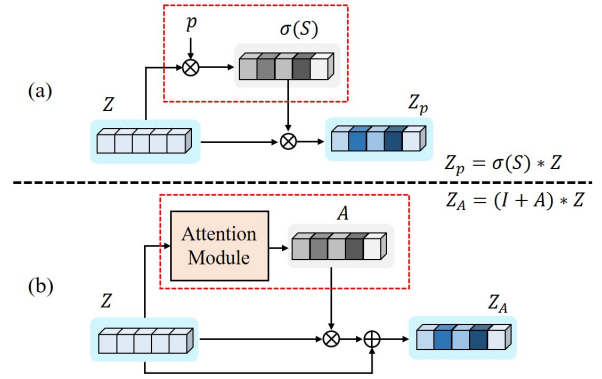 p
σ(S)
(a)
Z
Z_p
Z_p = σ(S) * Z
Z_A = (I + A) * Z
A
Attention
Module
(b)
Z
Z_A